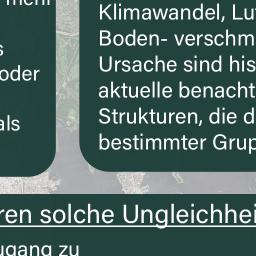 mehr
s
oder
als
Klimawandel, Luf
Boden- verschm
Ursache sind his
aktuelle benacht
Strukturen, die d
bestimmter Grup
ren solche Ungleichhei
ugang zu